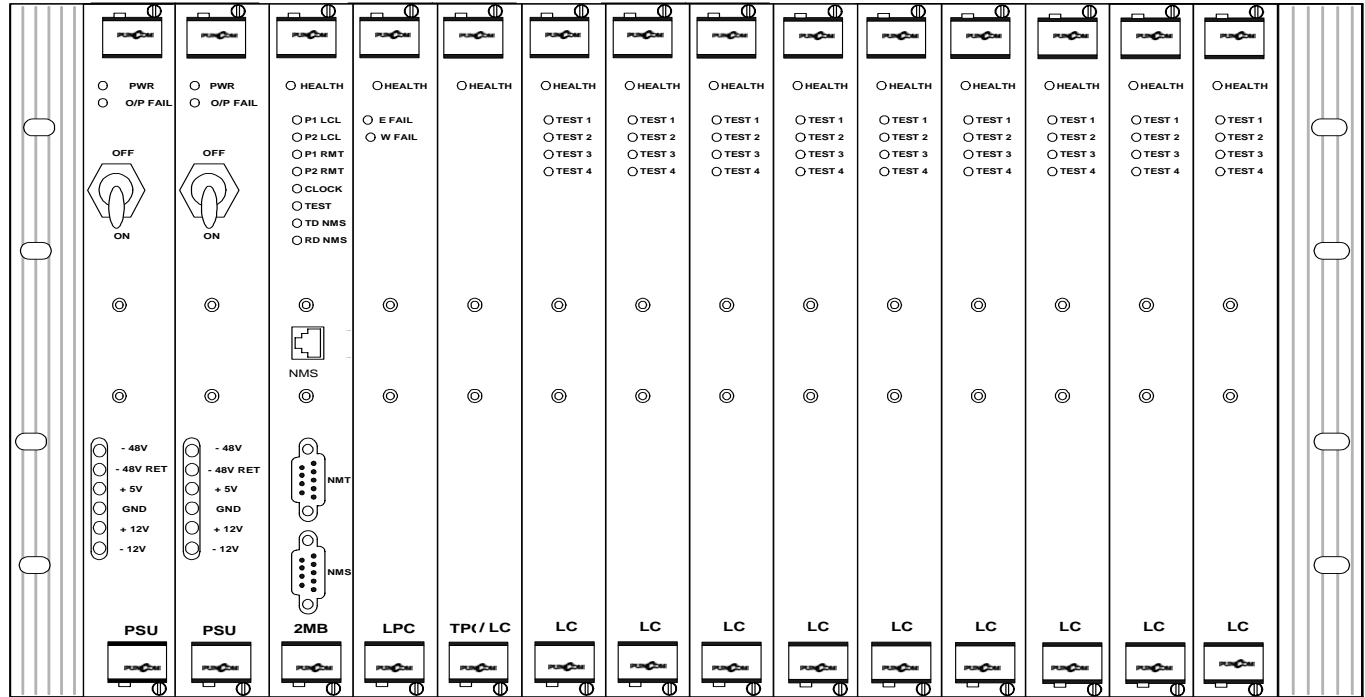 PUNCOM
PWR
O/P FAIL
OFF
ON
- 48V
- 48V RET
+ 5V
GND
+ 12V
- 12V
PSU
PUNCOM
PUNCOM
PWR
O/P FAIL
OFF
ON
- 48V
- 48V RET
+ 5V
GND
+ 12V
- 12V
PSU
PUNCOM
PUNCOM
HEALTH
P1 LCL
P2 LCL
P1 RMT
P2 RMT
CLOCK
TEST
TD NMS
RD NMS
NMS
NMT
NMS
2MB
PUNCOM
PUNCOM
HEALTH
E FAIL
W FAIL
LPC
PUNCOM
PUNCOM
HEALTH
TPC/ LC
PUNCOM
PUNCOM
HEALTH
TEST 1
TEST 2
TEST 3
TEST 4
LC
PUNCOM
PUNCOM
HEALTH
TEST 1
TEST 2
TEST 3
TEST 4
LC
PUNCOM
PUNCOM
HEALTH
TEST 1
TEST 2
TEST 3
TEST 4
LC
PUNCOM
PUNCOM
HEALTH
TEST 1
TEST 2
TEST 3
TEST 4
LC
PUNCOM
PUNCOM
HEALTH
TEST 1
TEST 2
TEST 3
TEST 4
LC
PUNCOM
PUNCOM
HEALTH
TEST 1
TEST 2
TEST 3
TEST 4
LC
PUNCOM
PUNCOM
HEALTH
TEST 1
TEST 2
TEST 3
TEST 4
LC
PUNCOM
PUNCOM
HEALTH
TEST 1
TEST 2
TEST 3
TEST 4
LC
PUNCOM
PUNCOM
HEALTH
TEST 1
TEST 2
TEST 3
TEST 4
LC
PUNCOM